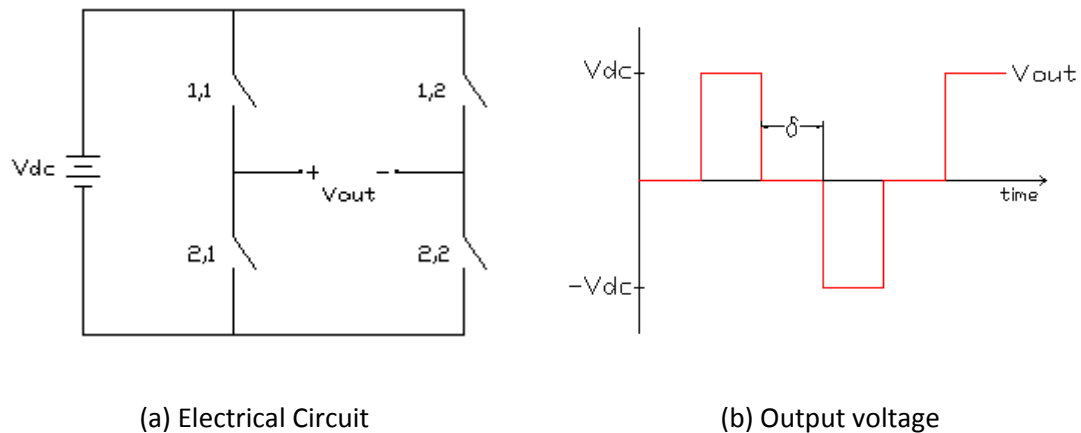 1,1
1,2
Vdc
+
Vout
-
2,1
2,2
Vdc
Vout
δ
time
-Vdc
(a) Electrical Circuit
(b) Output voltage